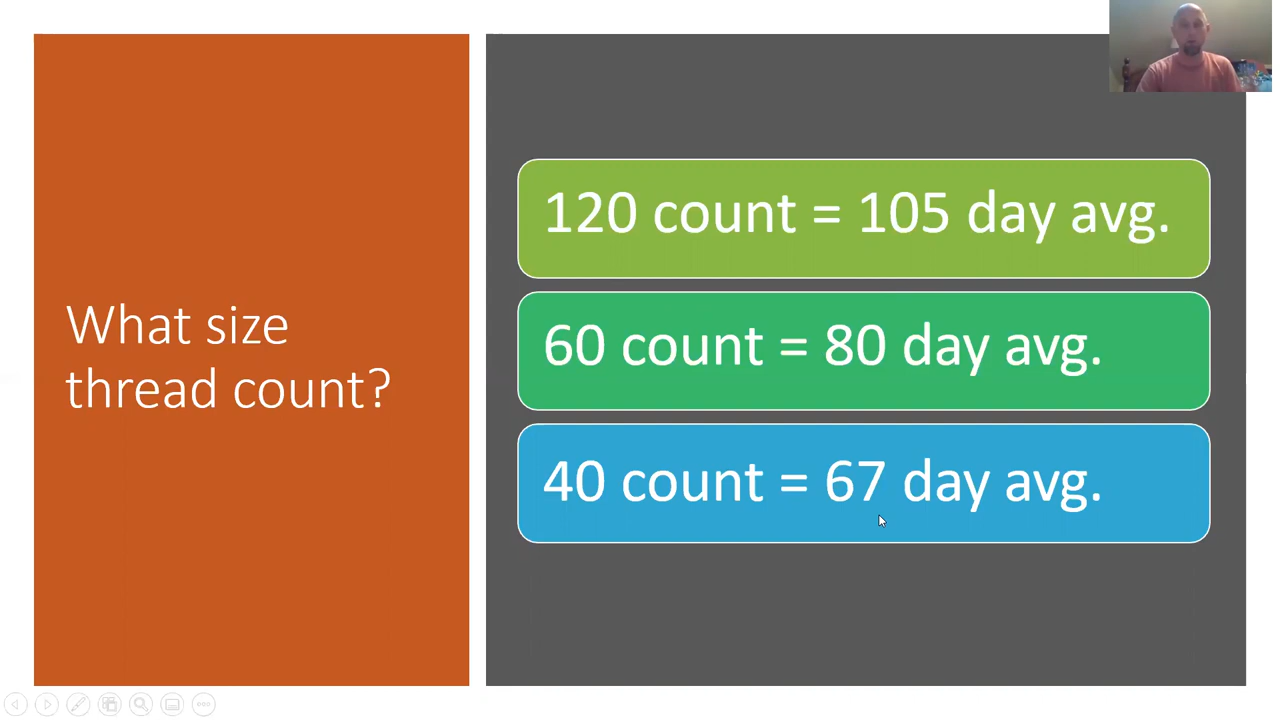 What size
thread count?
120 count = 105 day avg.
60 count = 80 day avg.
40 count = 67 day avg.